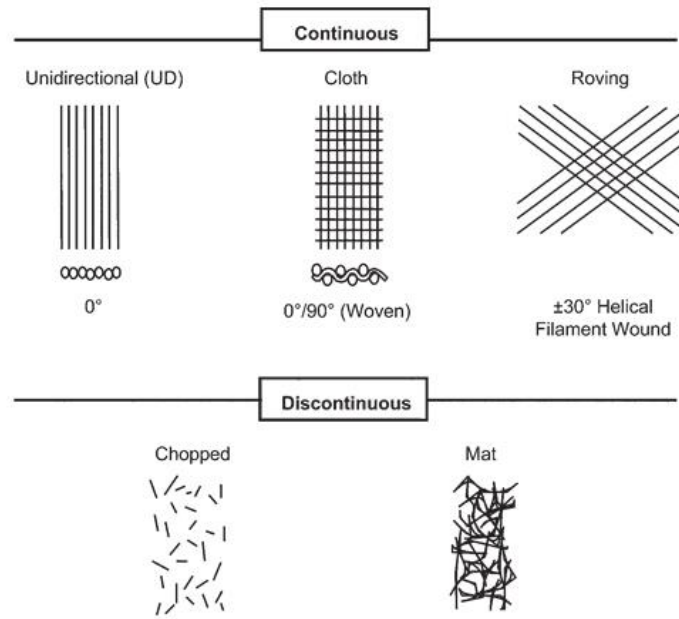 Continuous
Unidirectional (UD)
Cloth
Roving
0°
0°/90° (Woven)
±30° Helical
Filament Wound
Discontinuous
Chopped
Mat